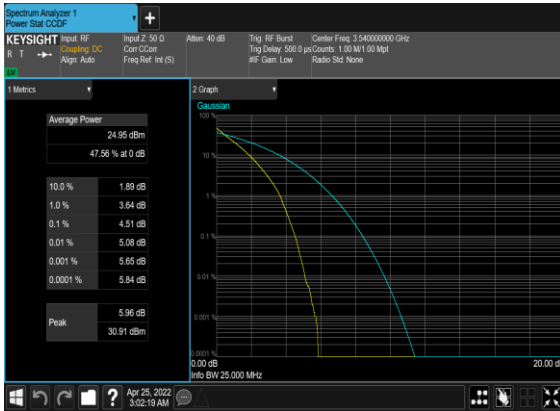 Spectrum Analyzer 1
Power Stat CCDF
KEYSIGHT
R T
Input: RF
Coupling: DC
Align: Auto
Input Z: 50 Ω
Corr CCorr
Freq Ref: Int (S)
Atten: 40 dB
Trig: RF Burst
Trig Delay: 500.0 µs
#IF Gain: Low
Center Freq: 3.540000000 GHz
Counts: 1.00 M/1.00 Mpt
Radio Std: None
1 Metrics
Average Power
24.95 dBm
47.56 % at 0 dB
10.0 % 1.89 dB
1.0 % 3.64 dB
0.1 % 4.51 dB
0.01 % 5.08 dB
0.001 % 5.65 dB
0.0001 % 5.84 dB
Peak
5.96 dB
30.91 dBm
2 Graph
Gaussian
100 %
10 %
1 %
0.1 %
0.01 %
0.001 %
0.0001 %
0.00 dB
20.00 d
Info BW 25.000 MHz
Apr 25, 2022
3:02:19 AM